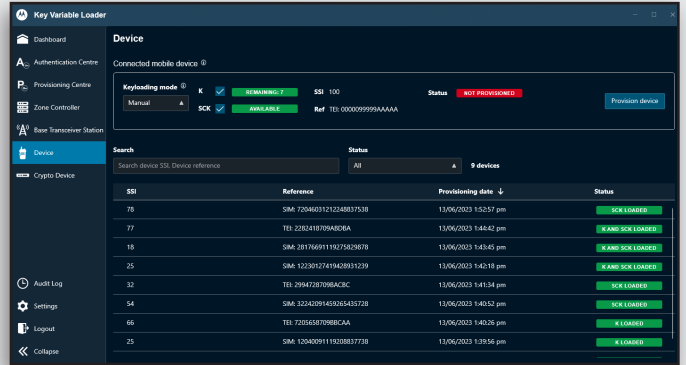 Key Variable Loader
Dashboard
Authentication Centre
Provisioning Centre
Zone Controller
Base Transceiver Station
Device
Crypto Device
Audit Log
Settings
Logout
Collapse
Device
Connected mobile device
Keyloading mode
Manual
K REMAINING: 7
SCK AVAILABLE
SSI 100
Ref TEI: 0000099999AAAAA
Status NOT PROVISIONED
Provision device
Search
Search device SSI, Device reference
Status
All
9 devices
SSI Reference Provisioning date Status
78 SIM: 72046031212248837538 13/06/2023 1:52:57 pm SCK LOADED
77 TEI: 2282418709ABDBA 13/06/2023 1:44:42 pm K AND SCK LOADED
18 SIM: 28176691119275829878 13/06/2023 1:43:45 pm K AND SCK LOADED
25 SIM: 12230127419428931239 13/06/2023 1:42:18 pm K AND SCK LOADED
32 TEI: 2994728709BACBC 13/06/2023 1:41:34 pm SCK LOADED
54 SIM: 32242091459265435728 13/06/2023 1:40:52 pm SCK LOADED
66 TEI: 7205658709BBCAA 13/06/2023 1:40:26 pm K LOADED
25 SIM: 12040091119208837738 13/06/2023 1:39:56 pm K LOADED